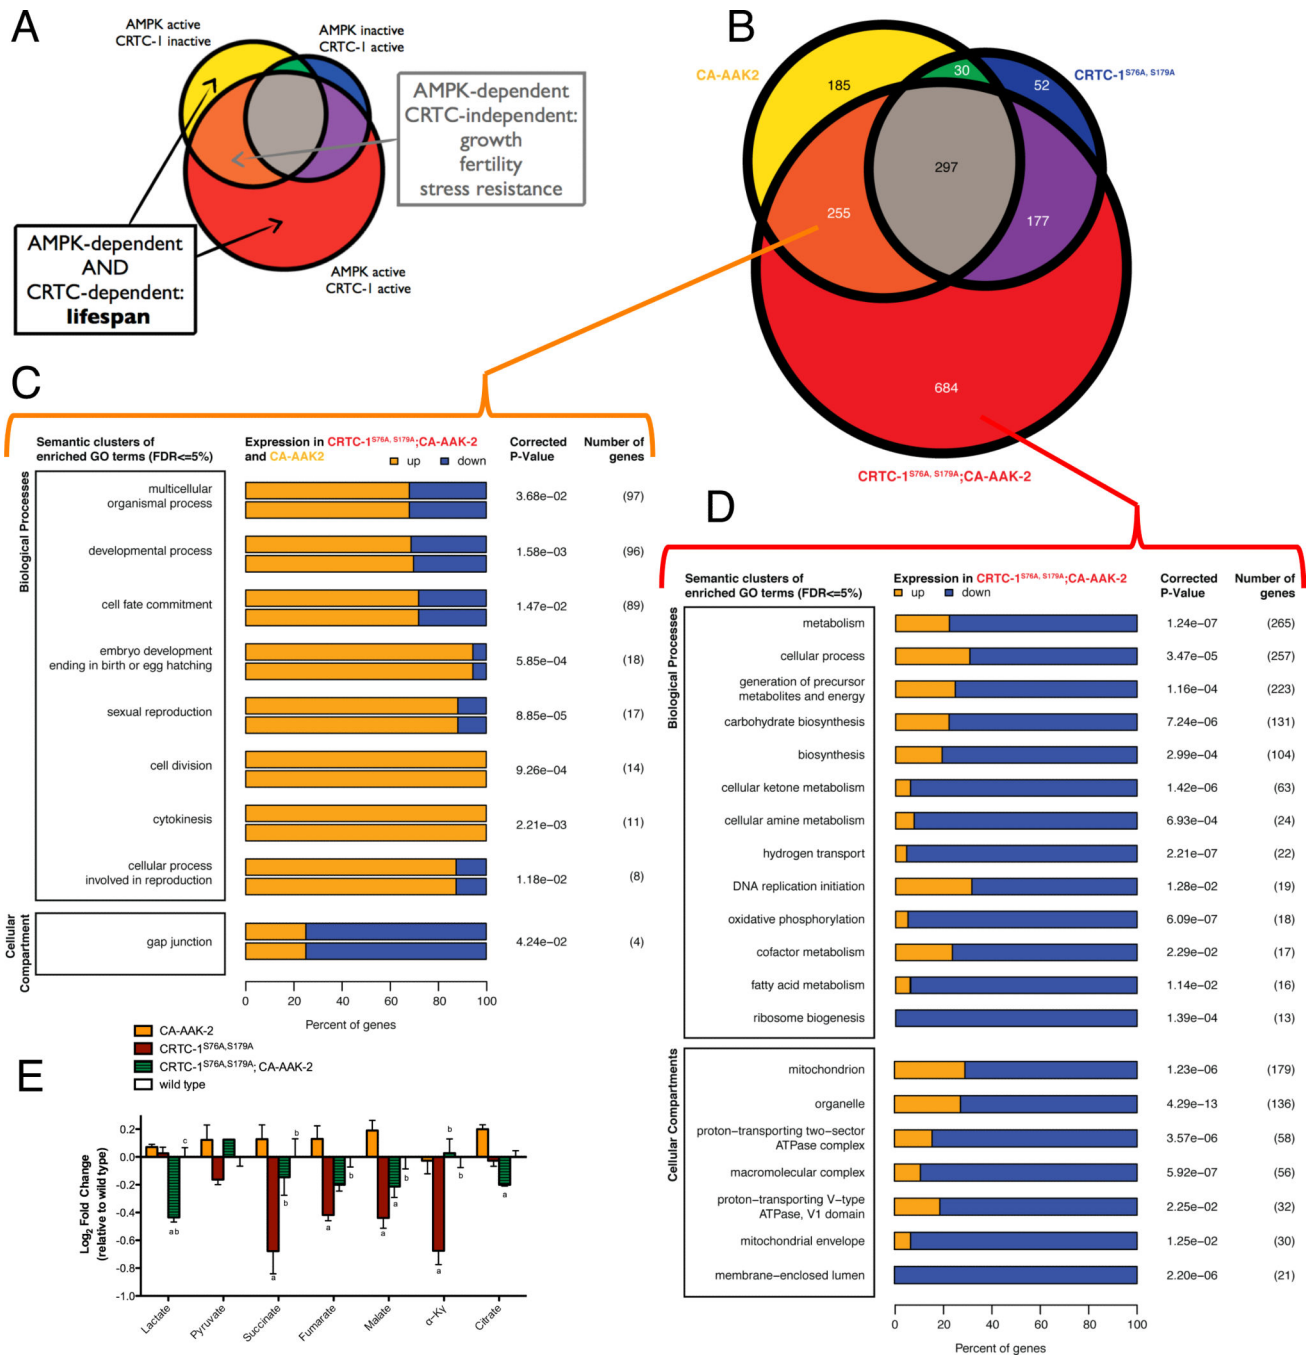 A
AMPK active
CRTC-1 inactive
AMPK inactive
CRTC-1 active
AMPK-dependent
CRTC-independent:
growth
fertility
stress resistance
AMPK-dependent
AND
CRTC-dependent:
lifespan
AMPK active
CRTC-1 active
B
CA-AAK2
CRTC-1S76A, S179A
185
30
52
297
255
177
684
CRTC-1S76A, S179A;CA-AAK-2
C
Semantic clusters of
enriched GO terms (FDR<=5%)
Expression in CRTC-1S76A, S179A;CA-AAK-2
and CA-AAK2
up down
Corrected
P-Value
Number of
genes
Biological Processes
multicellular
organismal process
3.68e−02
(97)
developmental process
1.58e−03
(96)
cell fate commitment
1.47e−02
(89)
embryo development
ending in birth or egg hatching
5.85e−04
(18)
sexual reproduction
8.85e−05
(17)
cell division
9.26e−04
(14)
cytokinesis
2.21e−03
(11)
cellular process
involved in reproduction
1.18e−02
(8)
Cellular
Compartment
gap junction
4.24e−02
(4)
0 20 40 60 80 100
Percent of genes
D
Semantic clusters of
enriched GO terms (FDR<=5%)
Expression in CRTC-1S76A, S179A;CA-AAK-2
up down
Corrected
P-Value
Number of
genes
Biological Processes
metabolism 1.24e−07 (265)
cellular process 3.47e−05 (257)
generation of precursor
metabolites and energy 1.16e−04 (223)
carbohydrate biosynthesis 7.24e−06 (131)
biosynthesis 2.99e−04 (104)
cellular ketone metabolism 1.42e−06 (63)
cellular amine metabolism 6.93e−04 (24)
hydrogen transport 2.21e−07 (22)
DNA replication initiation 1.28e−02 (19)
oxidative phosphorylation 6.09e−07 (18)
cofactor metabolism 2.29e−02 (17)
fatty acid metabolism 1.14e−02 (16)
ribosome biogenesis 1.39e−04 (13)
Cellular Compartments
mitochondrion 1.23e−06 (179)
organelle 4.29e−13 (136)
proton−transporting two−sector
ATPase complex 3.57e−06 (58)
macromolecular complex 5.92e−07 (56)
proton−transporting V−type
ATPase, V1 domain 2.25e−02 (32)
mitochondrial envelope 1.25e−02 (30)
membrane−enclosed lumen 2.20e−06 (21)
0 20 40 60 80 100
Percent of genes
E
CA-AAK-2
CRTC-1S76A,S179A
CRTC-1S76A,S179A; CA-AAK-2
wild type
Log2 Fold Change
(relative to wild type)
0.2
0.0
-0.2
-0.4
-0.6
-0.8
-1.0
c
a b
b
b
a
b
a
b
a
a
b
b
a
a
Lactate
Pyruvate
Succinate
Fumarate
Malate
α-Kγ
Citrate